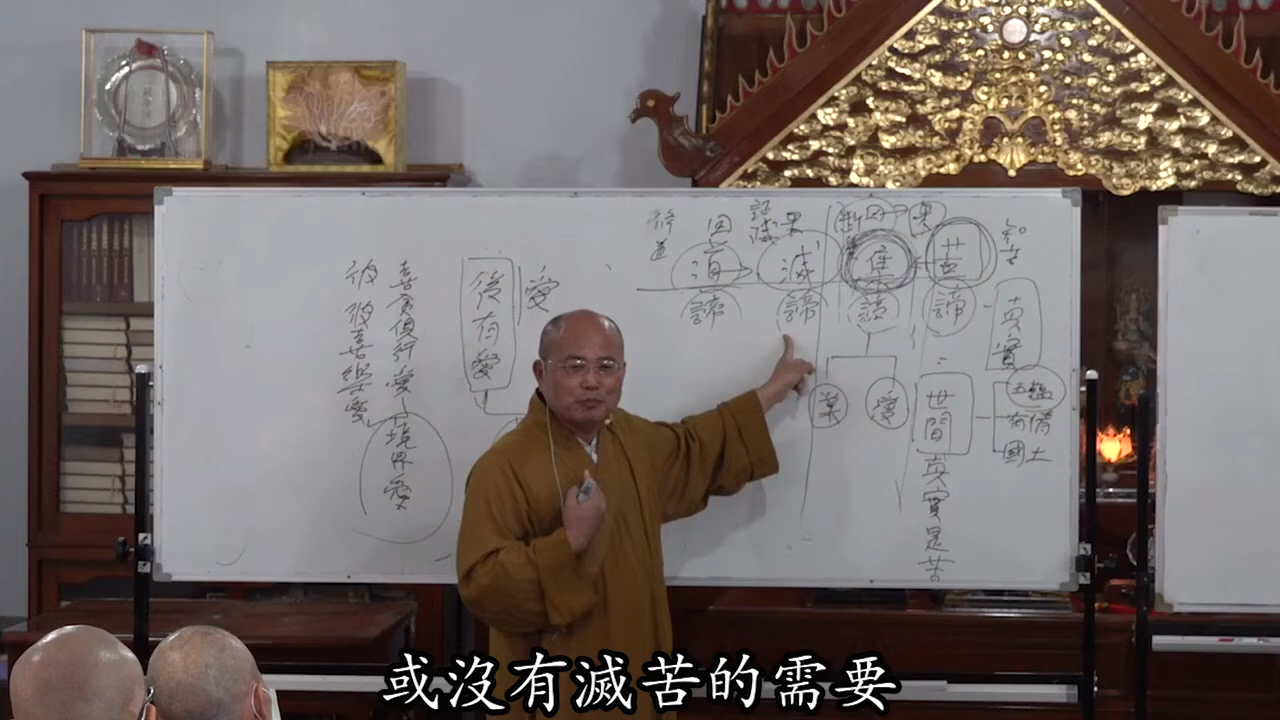 知苦
苦諦
真實
五蘊
有情
國土
世間真實是苦
斷因
果
集諦
愛
業
證滅
果
滅諦
因
道諦
修道
愛
後有愛
喜貪俱行愛
境界愛
彼彼喜樂愛
或沒有滅苦的需要